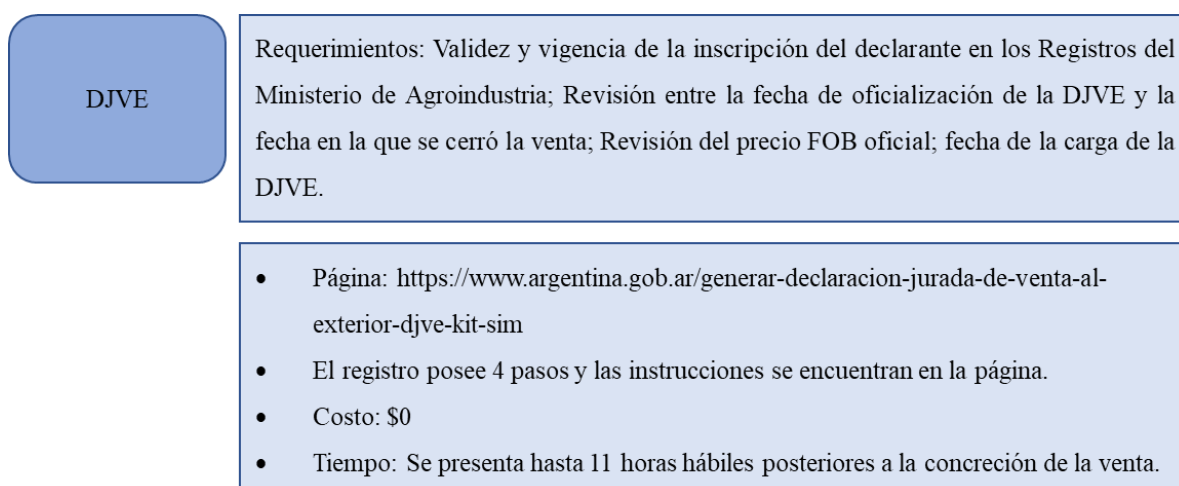 DJVE
Requerimientos: Validez y vigencia de la inscripción del declarante en los Registros del
Ministerio de Agroindustria; Revisión entre la fecha de oficialización de la DJVE y la
fecha en la que se cerró la venta; Revisión del precio FOB oficial; fecha de la carga de la
DJVE.
• Página: https://www.argentina.gob.ar/generar-declaracion-jurada-de-venta-al-
exterior-djve-kit-sim
• El registro posee 4 pasos y las instrucciones se encuentran en la página.
• Costo: $0
• Tiempo: Se presenta hasta 11 horas hábiles posteriores a la concreción de la venta.